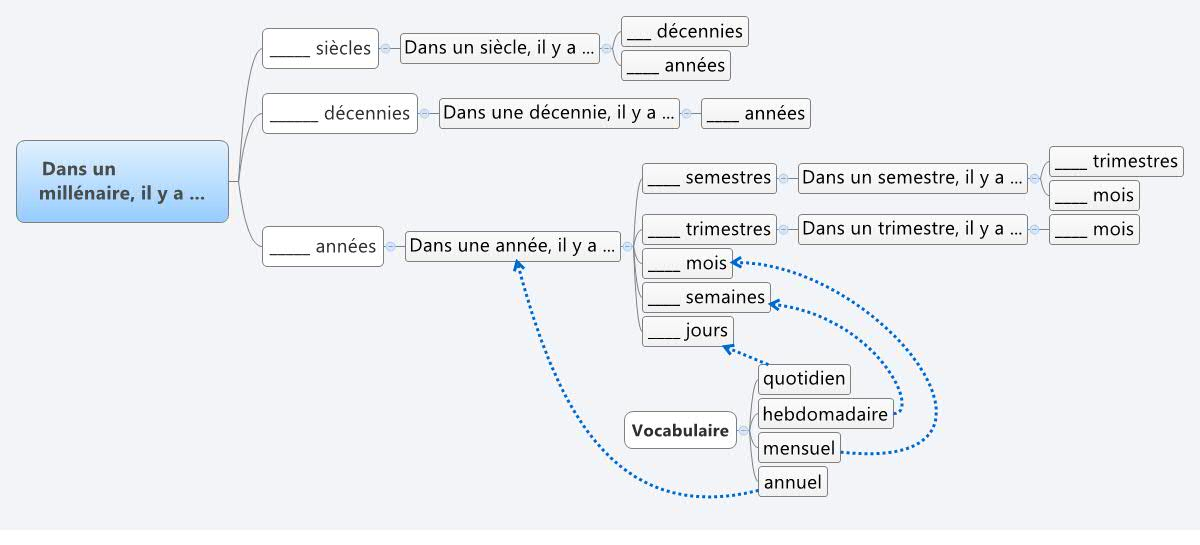 Dans un
millénaire, il y a ...
_____ siècles
Dans un siècle, il y a ...
___ décennies
____ années
______ décennies
Dans une décennie, il y a ...
____ années
_____ années
Dans une année, il y a ...
____ semestres
Dans un semestre, il y a ...
____ trimestres
____ mois
____ trimestres
Dans un trimestre, il y a ...
____ mois
____ mois
____ semaines
____ jours
Vocabulaire
quotidien
hebdomadaire
mensuel
annuel